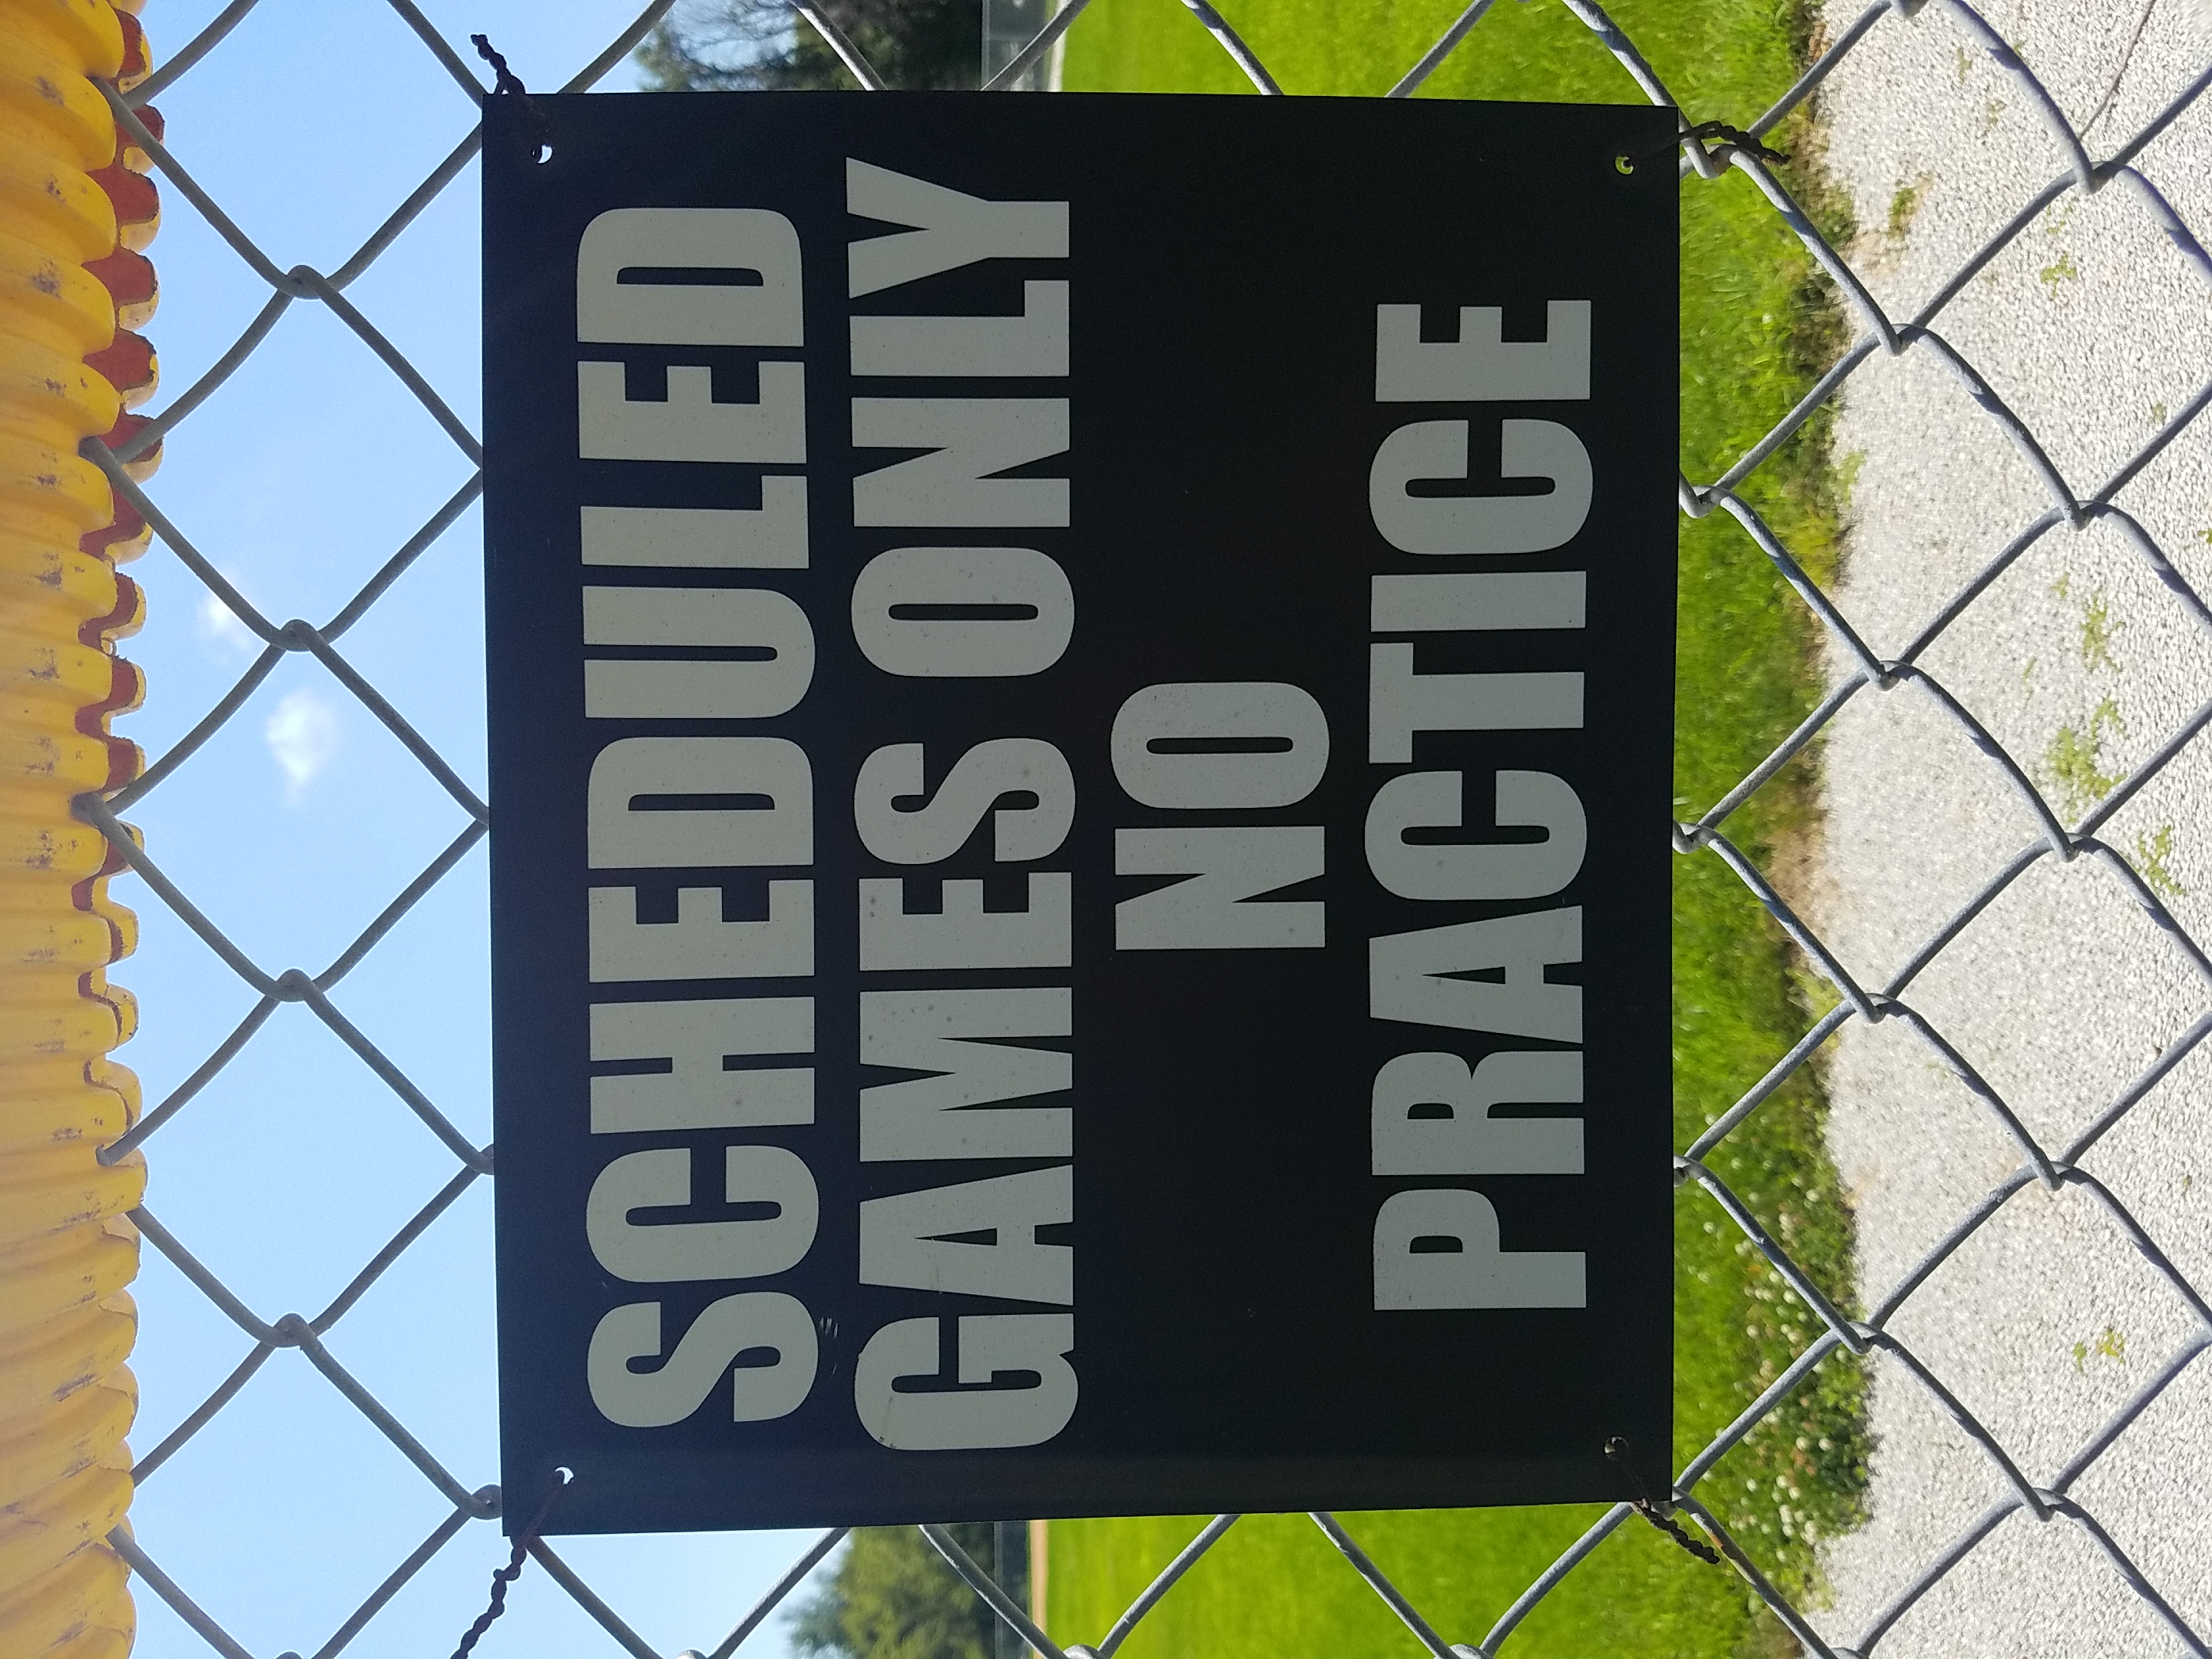 SCHEDULED
GAMES ONLY
NO
PRACTICE